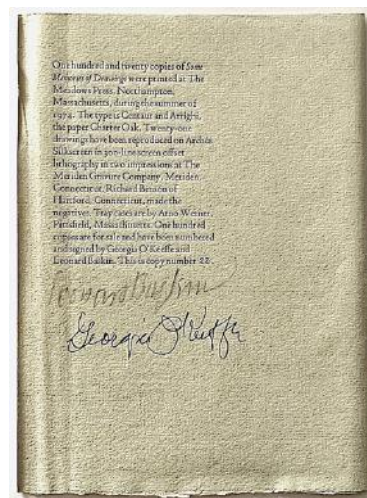 One hundred and twenty copies of Some
Memories of Drawings were printed at The
Meadows Press, Northampton,
Massachusetts, during the summer of
1974. The type is Centaur and Arrighi,
the paper Charter Oak. Twenty-one
drawings have been reproduced on Arches
Silkscreen in 300-line screen offset
lithography in two impressions at The
Meriden Gravure Company, Meriden,
Connecticut. Richard Benson of
Hartford, Connecticut, made the
negatives. Tray cases are by Arno Werner,
Pittsfield, Massachusetts. One hundred
copies are for sale and have been numbered
and signed by Georgia O'Keeffe and
Leonard Baskin. This is copy number 22.
Leonard Baskin
Georgia O'Keeffe